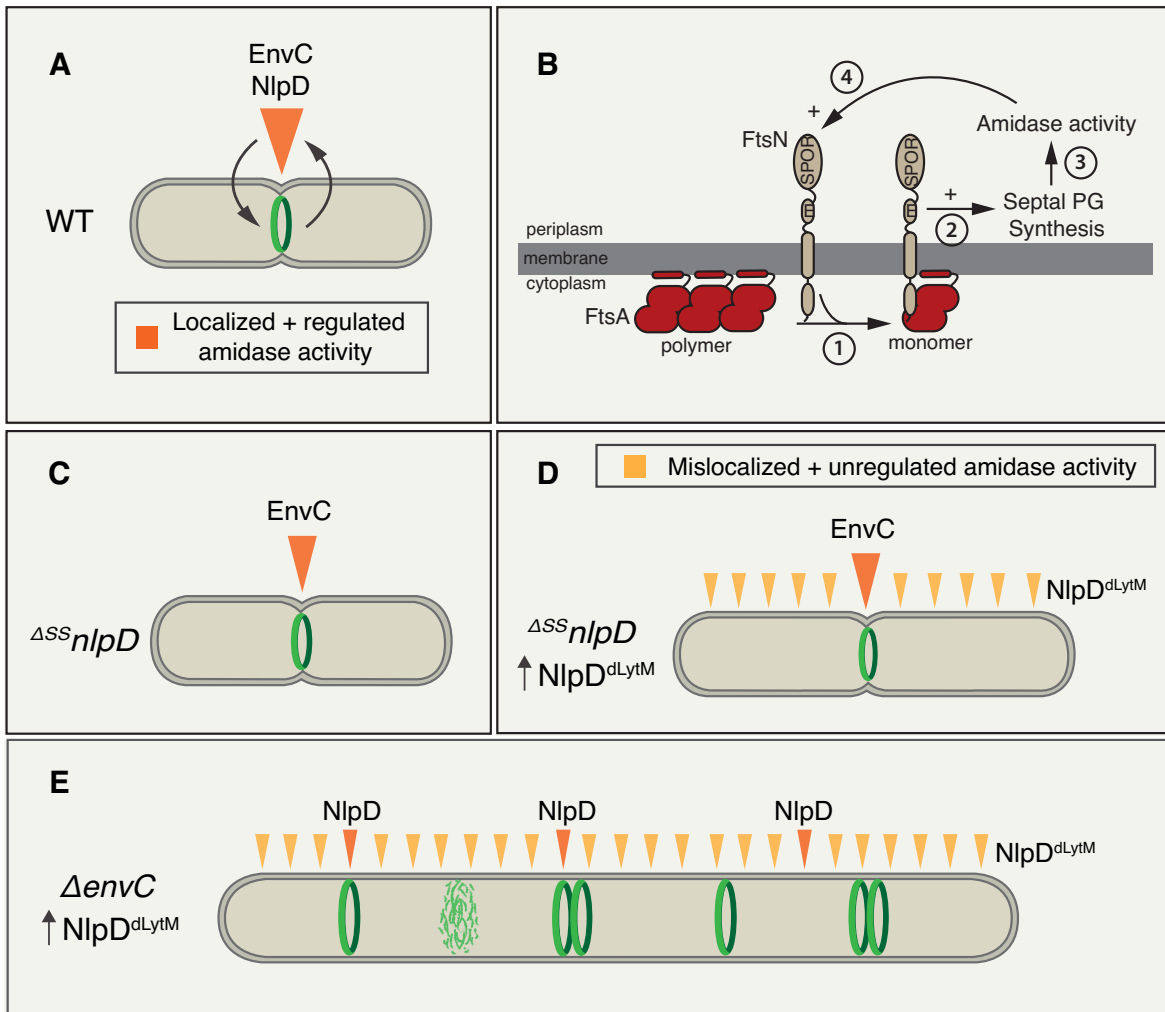 A
EnvC
NlpD
WT
Localized + regulated
amidase activity
B
4
+
FtsN
SPOR
E
SPOR
E
+
2
Amidase activity
3
Septal PG
Synthesis
periplasm
membrane
cytoplasm
FtsA
polymer
1
monomer
C
EnvC
ΔSSnlpD
D
Mislocalized + unregulated amidase activity
EnvC
NlpDdLytM
ΔSSnlpD
↑ NlpDdLytM
E
NlpD
NlpD
NlpD
NlpDdLytM
ΔenvC
↑ NlpDdLytM